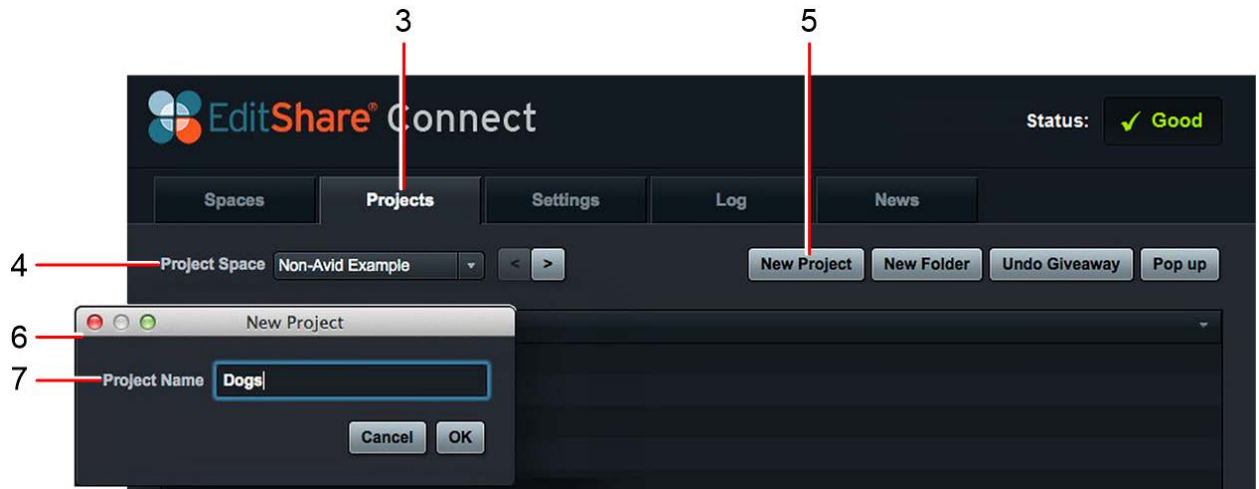 3 5
EditShare® Connect Status: ✓ Good
Spaces Projects Settings Log News
4 Project Space Non-Avid Example < > New Project New Folder Undo Giveaway Pop up
6 New Project
7 Project Name Dogs
Cancel OK